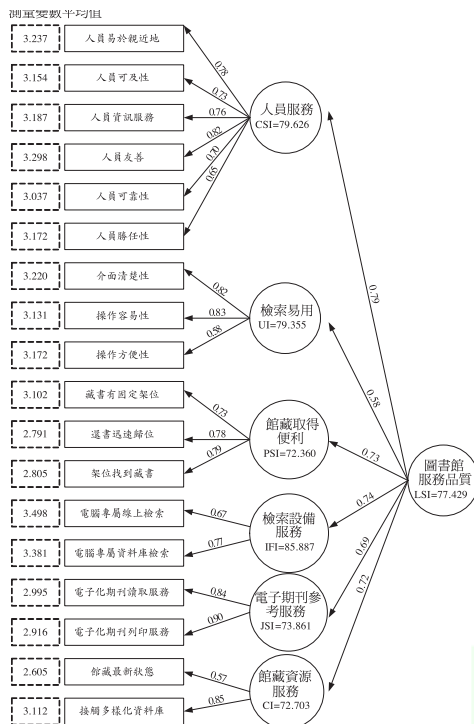 測量變數平均值
3.237 人員易於親近地
3.154 人員可及性
3.187 人員資訊服務
3.298 人員友善
3.037 人員可靠性
3.172 人員勝任性
3.220 介面清楚性
3.131 操作容易性
3.172 操作方便性
3.102 藏書有固定架位
2.791 還書迅速歸位
2.805 架位找到藏書
3.498 電腦專屬線上檢索
3.381 電腦專屬資料庫檢索
2.995 電子化期刊讀取服務
2.916 電子化期刊列印服務
2.605 館藏最新狀態
3.112 接觸多樣化資料庫
0.78
0.73
0.76
0.82
0.70
0.65
0.82
0.83
0.58
0.73
0.78
0.79
0.67
0.77
0.84
0.90
0.57
0.85
人員服務
CSI=79.626
檢索易用
UI=79.355
館藏取得
便利
PSI=72.360
檢索設備
服務
IFI=85.887
電子期刊參
考服務
JSI=73.861
館藏資源
服務
CI=72.703
0.79
0.58
0.73
0.74
0.69
0.72
圖書館
服務品質
LSI=77.429